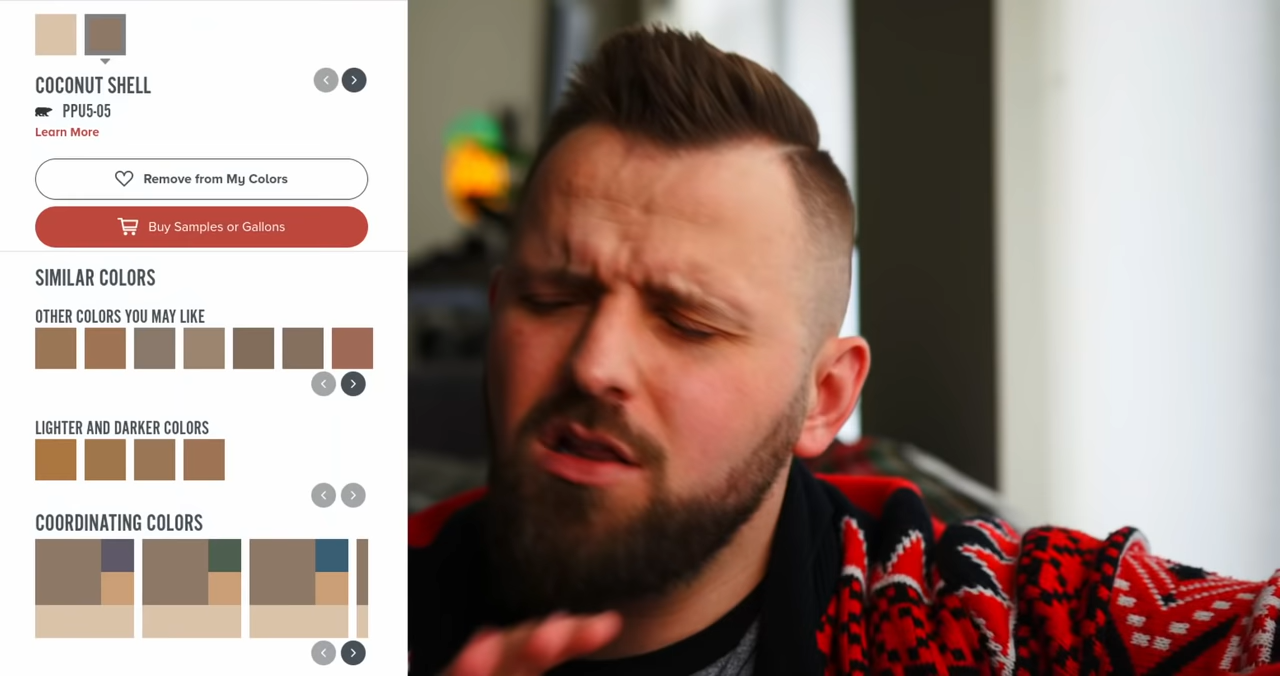 COCONUT SHELL
PPU5-05
Learn More
Remove from My Colors
Buy Samples or Gallons
SIMILAR COLORS
OTHER COLORS YOU MAY LIKE
LIGHTER AND DARKER COLORS
COORDINATING COLORS